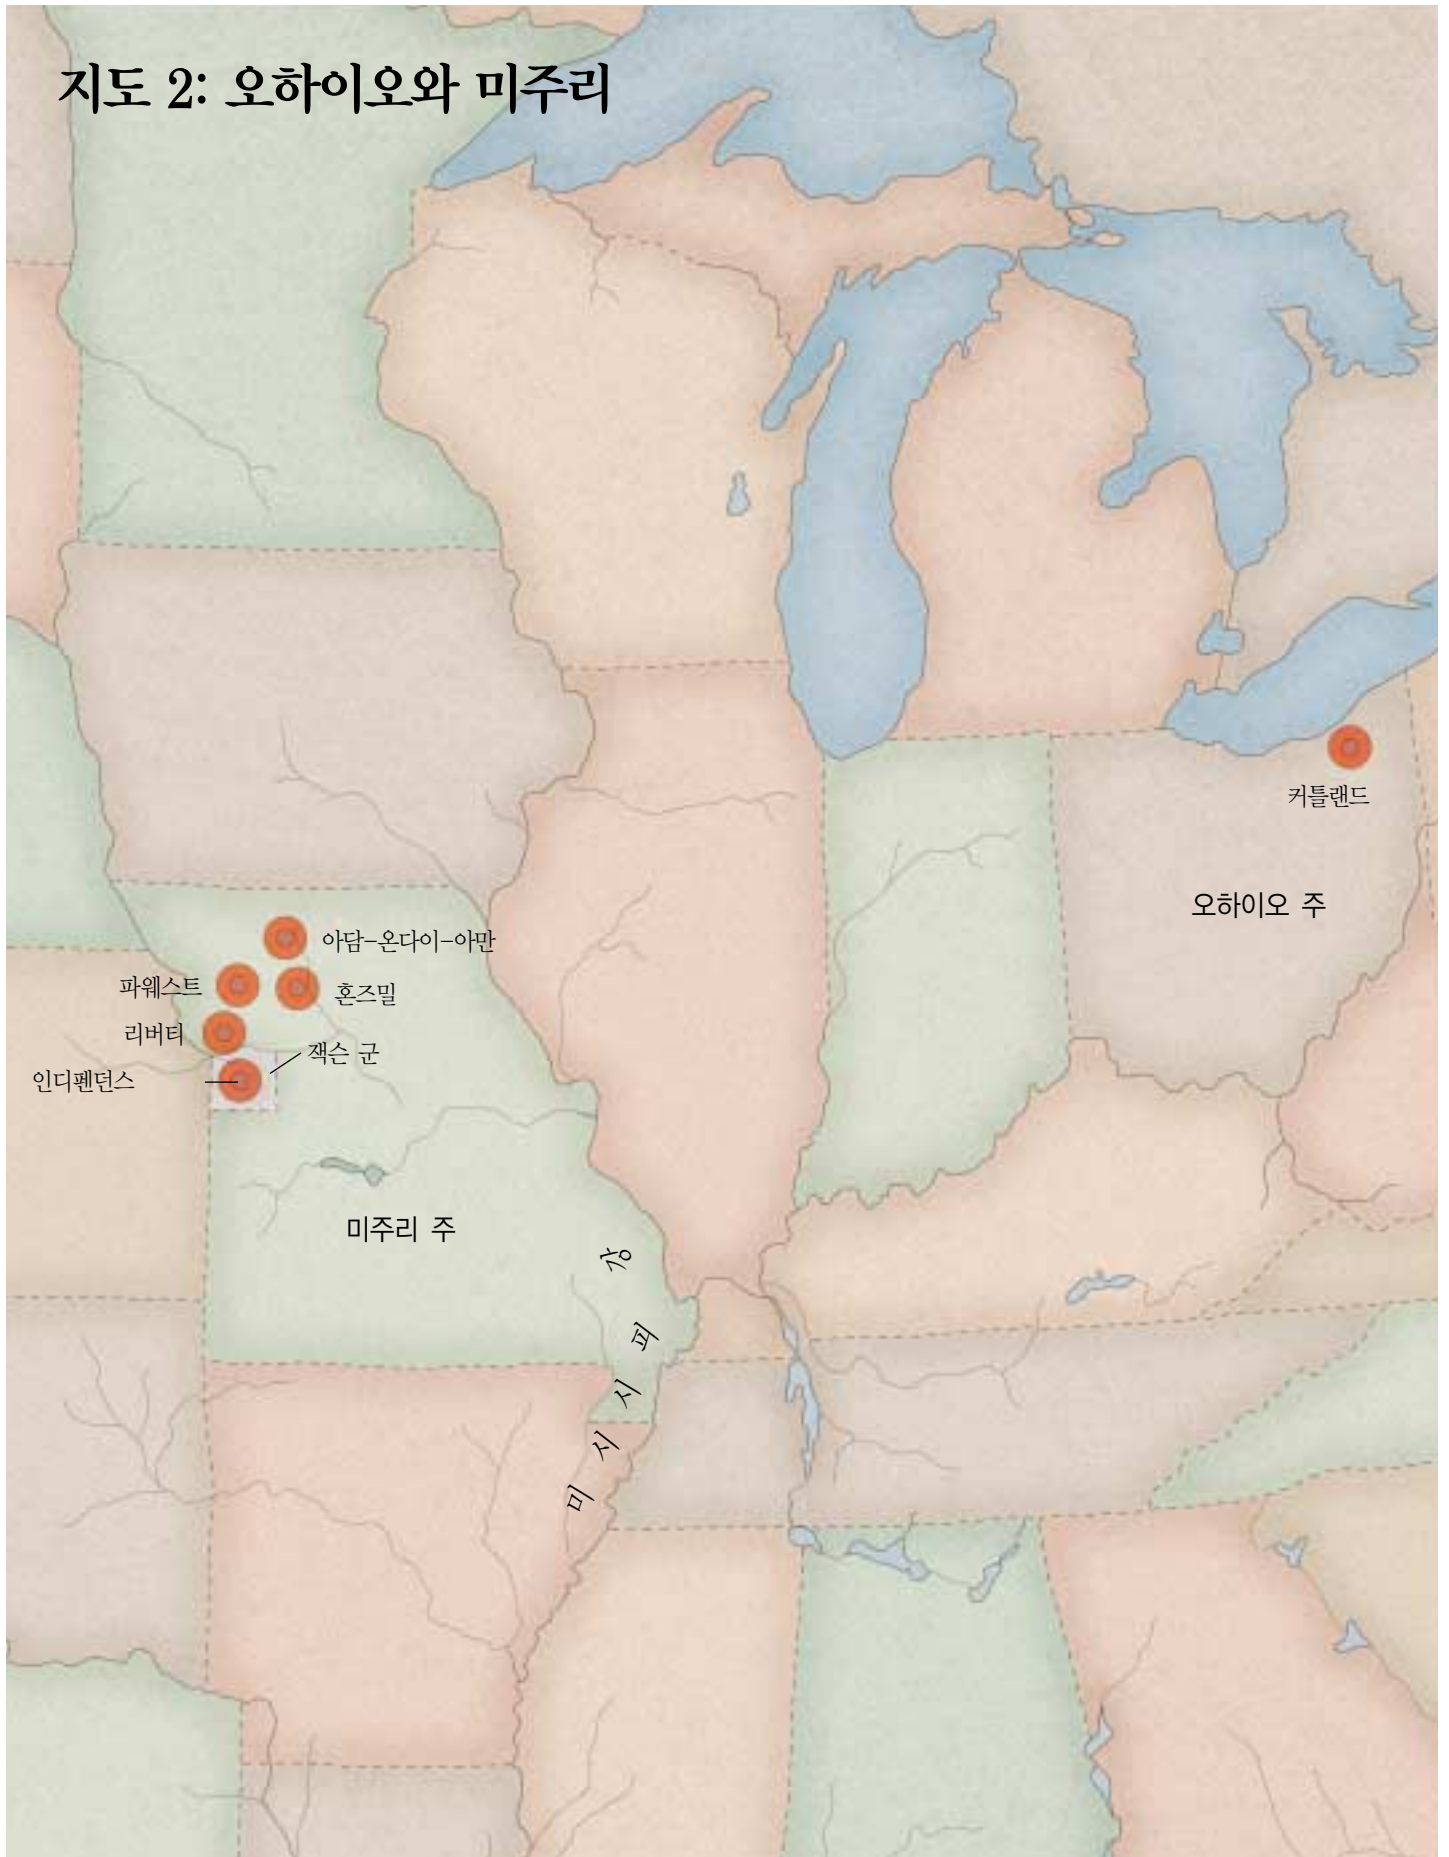 지도 2: 오하이오와 미주리
커틀랜드
오하이오 주
아담-온다이-아만
파웨스트
혼즈밀
리버티
잭슨 군
인디펜던스
미주리 주
미시시피 강